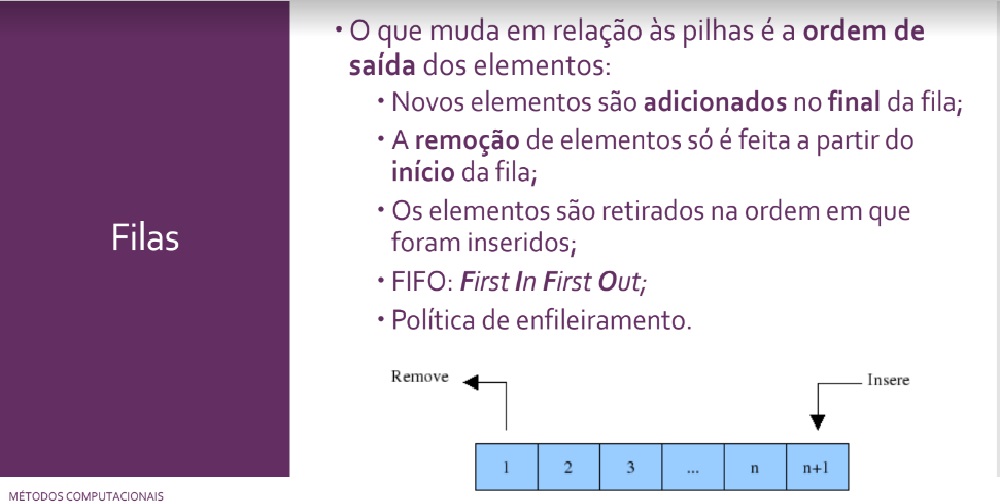 Filas
• O que muda em relação às pilhas é a ordem de
saída dos elementos:
• Novos elementos são adicionados no final da fila;
• A remoção de elementos só é feita a partir do
início da fila;
• Os elementos são retirados na ordem em que
foram inseridos;
• FIFO: First In First Out;
• Política de enfileiramento.
Remove
Insere
1 2 3 ... n n+1
MÉTODOS COMPUTACIONAIS